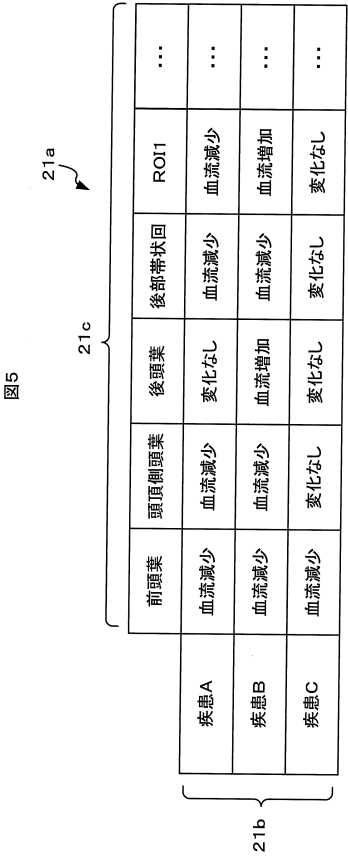 図5
21a
21c
前頭葉 頭頂側頭葉 後頭葉 後部帯状回 ROI1 ...
疾患A 血流減少 血流減少 変化なし 血流減少 血流減少 ...
疾患B 血流減少 血流減少 血流増加 血流減少 血流増加 ...
疾患C 血流減少 変化なし 変化なし 変化なし 変化なし ...
21b